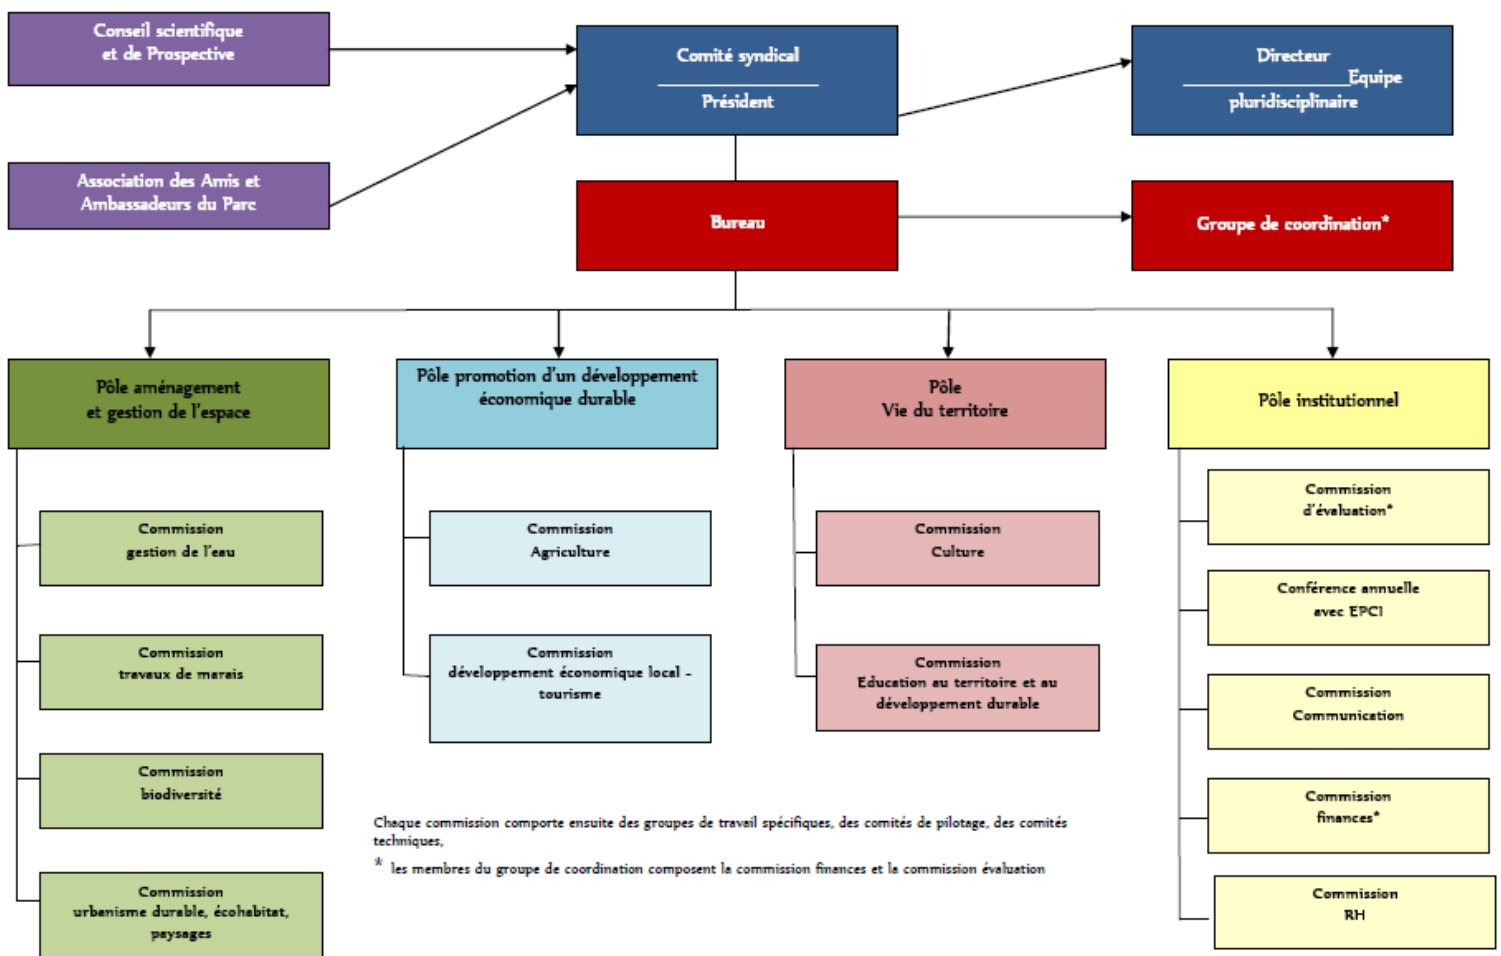 Conseil scientifique
et de Prospective
Comité syndical
Président
Directeur
Equipe
pluridisciplinaire
Association des Amis et
Ambassadeurs du Parc
Bureau
Groupe de coordination*
Pôle aménagement
et gestion de l'espace
Pôle promotion d'un développement
économique durable
Pôle
Vie du territoire
Pôle institutionnel
Commission
gestion de l'eau
Commission
travaux de marais
Commission
biodiversité
Commission
urbanisme durable, écohabitat,
paysages
Commission
Agriculture
Commission
développement économique local -
tourisme
Commission
Culture
Commission
Education au territoire et au
développement durable
Commission
d'évaluation*
Conférence annuelle
avec EPCI
Commission
Communication
Commission
finances*
Commission
RH
Chaque commission comporte ensuite des groupes de travail spécifiques, des comités de pilotage, des comités
techniques,
* les membres du groupe de coordination composent la commission finances et la commission évaluation